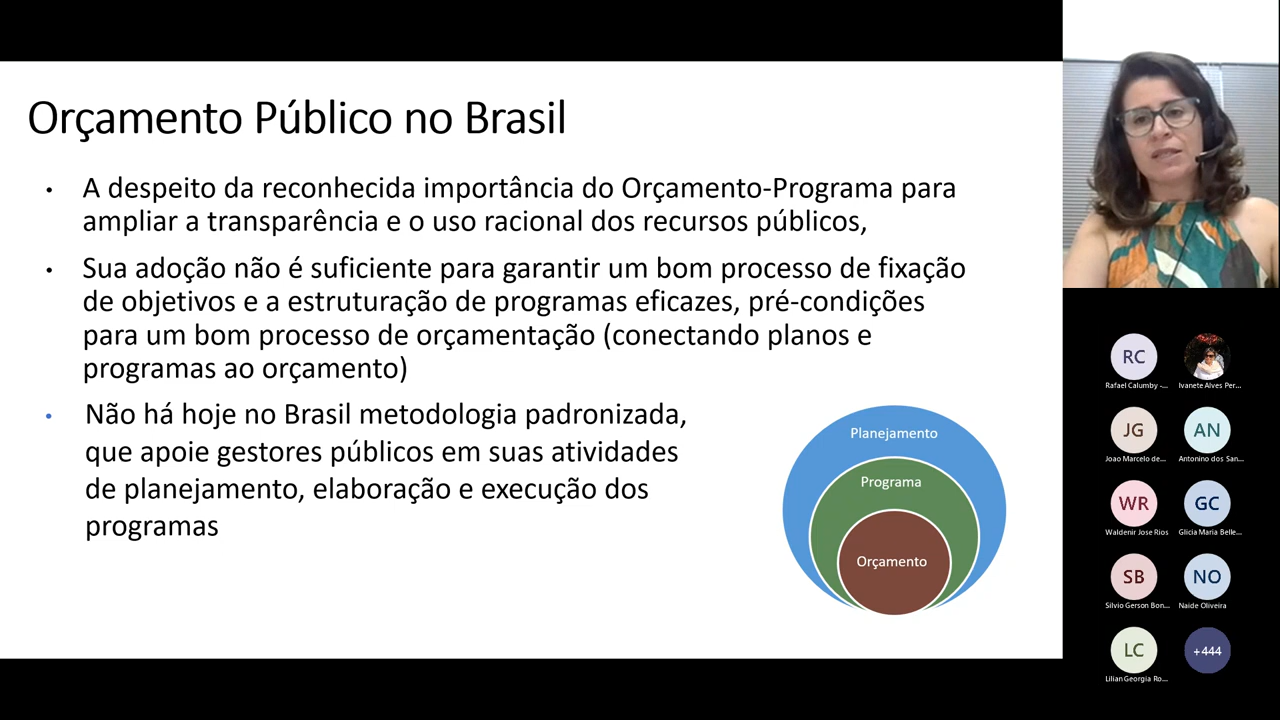 Orçamento Público no Brasil
• A despeito da reconhecida importância do Orçamento-Programa para
ampliar a transparência e o uso racional dos recursos públicos,
• Sua adoção não é suficiente para garantir um bom processo de fixação
de objetivos e a estruturação de programas eficazes, pré-condições
para um bom processo de orçamentação (conectando planos e
programas ao orçamento)
• Não há hoje no Brasil metodologia padronizada,
que apoie gestores públicos em suas atividades
de planejamento, elaboração e execução dos
programas
Planejamento
Programa
Orçamento
RC
Rafael Calumby -...
Ivanete Alves Per...
JG
Joao Marcelo de...
AN
Antonino dos San...
WR
Waldenir Jose Rios
GC
Glicia Maria Belle...
SB
Silvio Gerson Bon...
NO
Naide Oliveira
LC
Lilian Georgia Ro...
+444